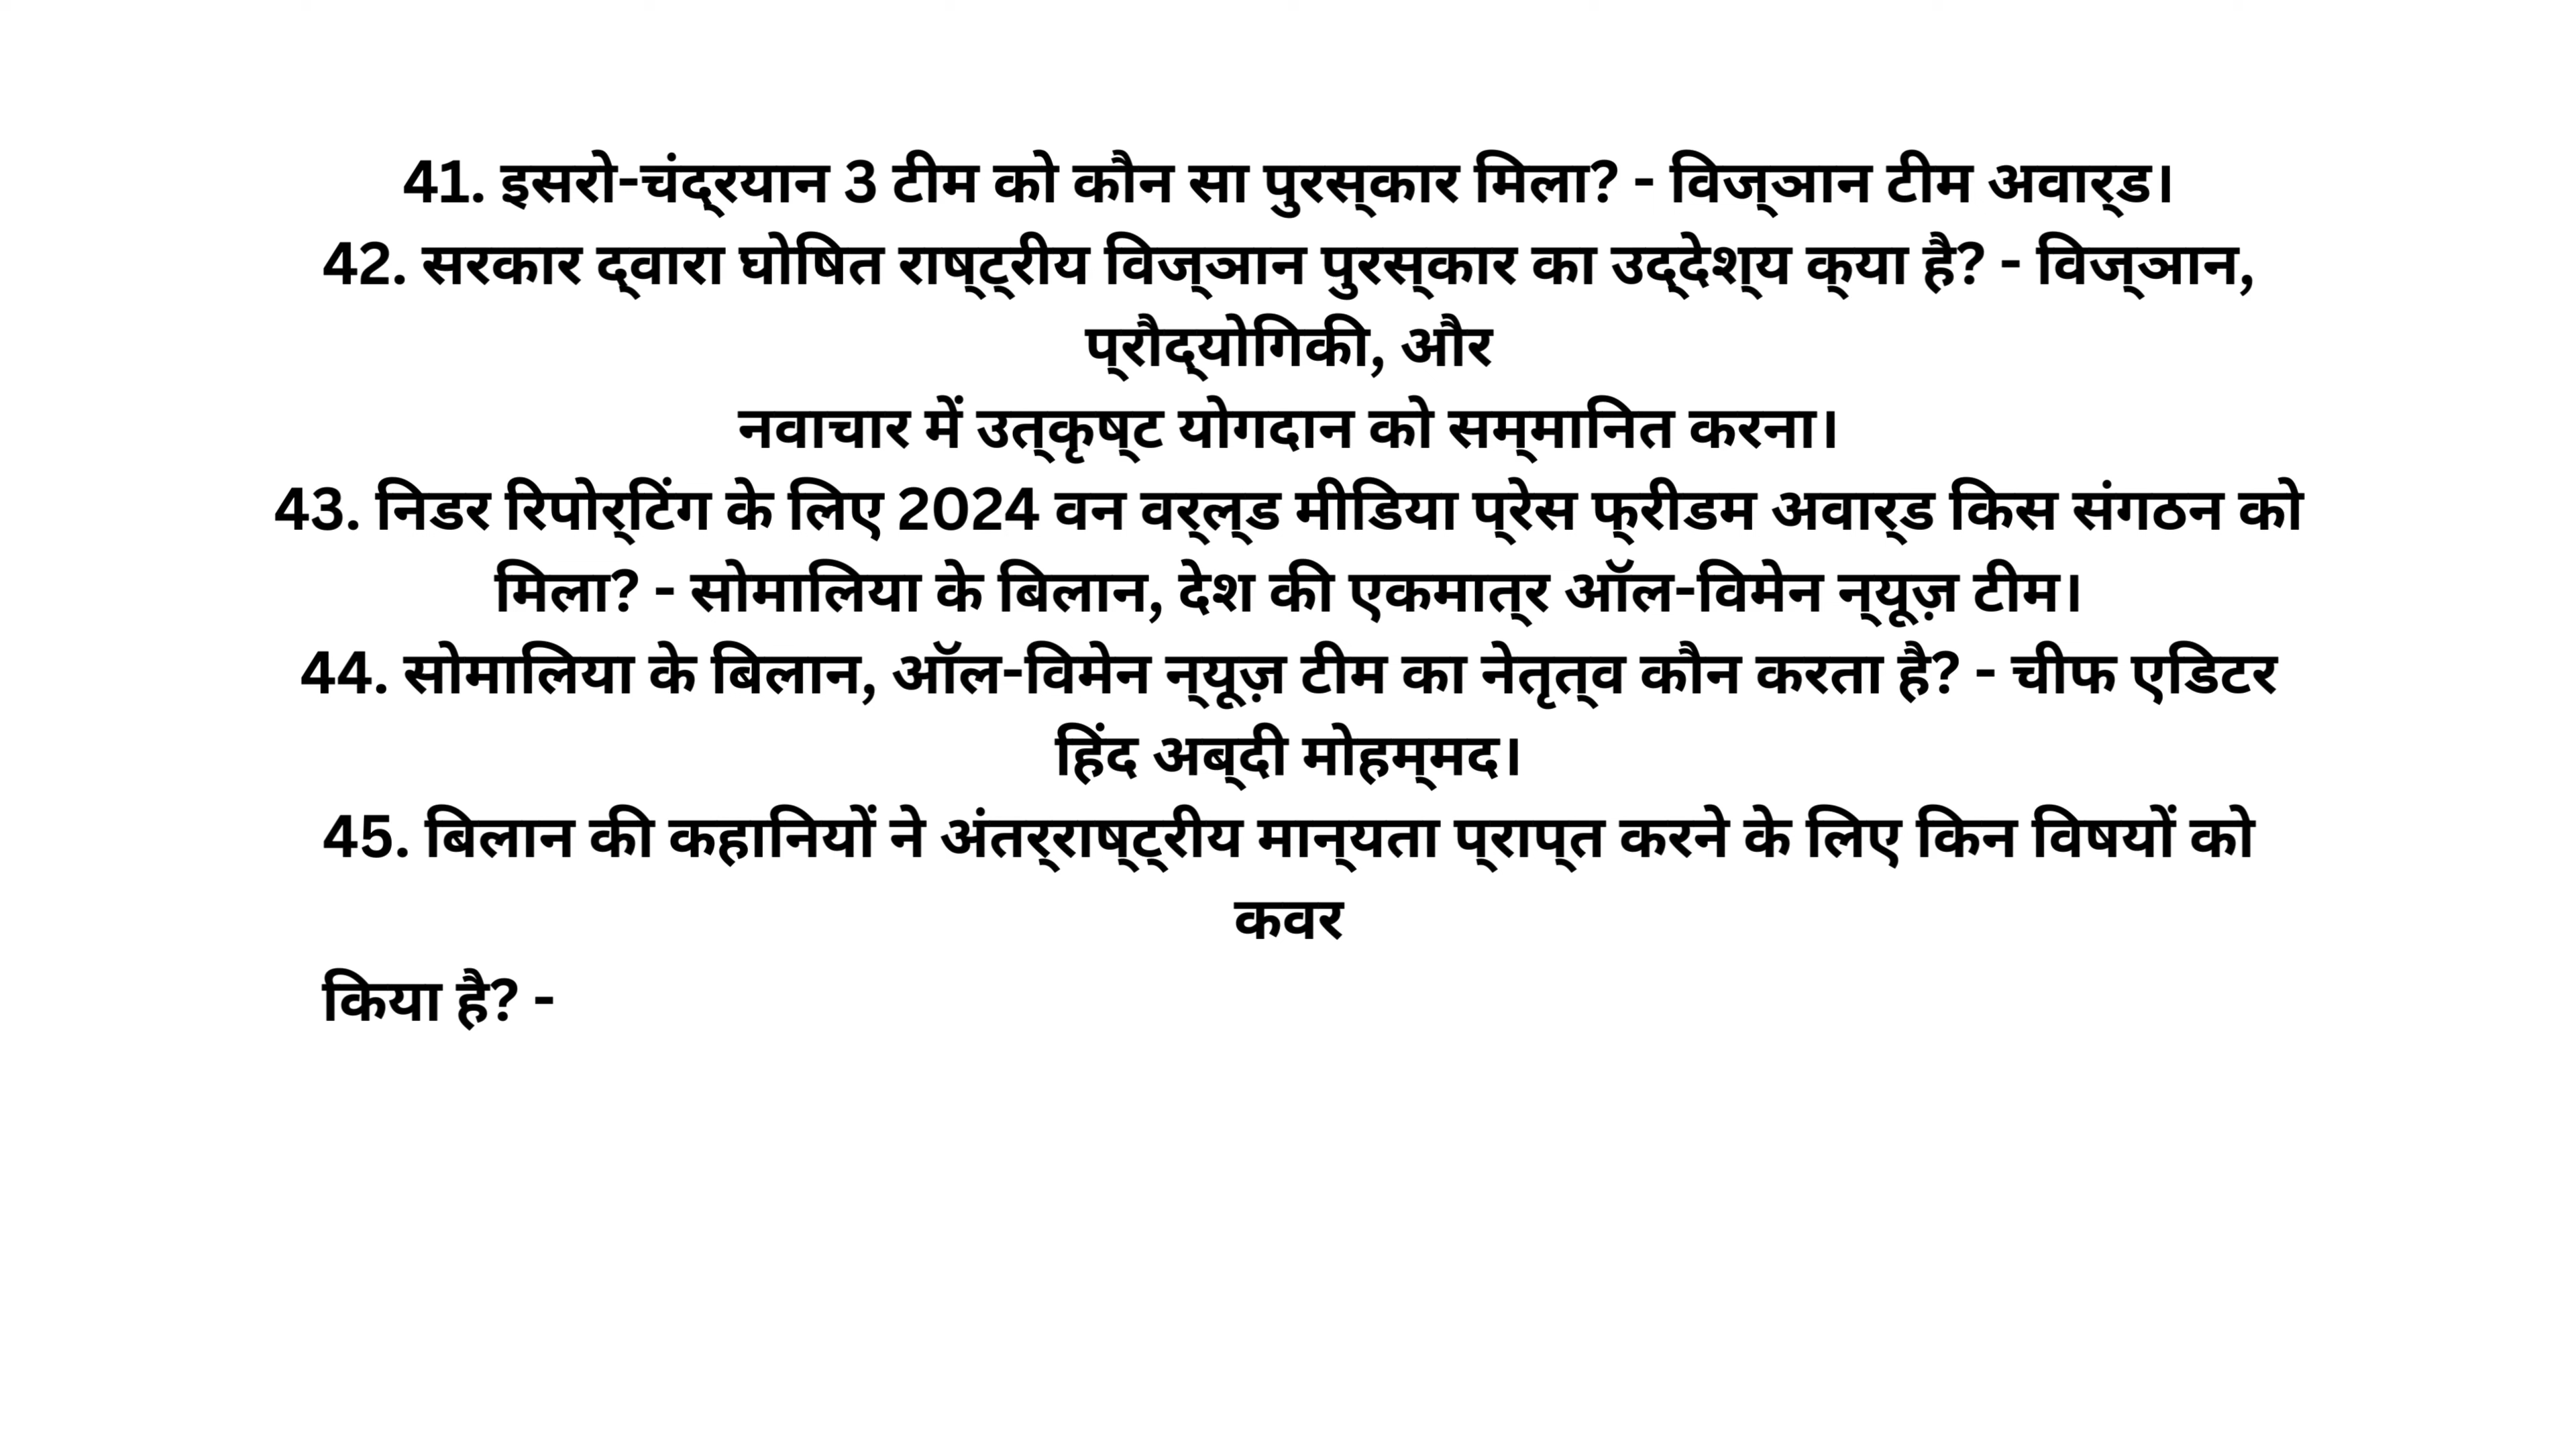 41. इसरो-चंद्रयान 3 टीम को कौन सा पुरस्कार मिला? - विज्ञान टीम अवार्ड।
42. सरकार द्वारा घोषित राष्ट्रीय विज्ञान पुरस्कार का उद्देश्य क्या है? - विज्ञान,
प्रौद्योगिकी, और
नवाचार में उत्कृष्ट योगदान को सम्मानित करना।
43. निडर रिपोर्टिंग के लिए 2024 वन वर्ल्ड मीडिया प्रेस फ्रीडम अवार्ड किस संगठन को
मिला? - सोमालिया के बिलान, देश की एकमात्र ऑल-विमेन न्यूज़ टीम।
44. सोमालिया के बिलान, ऑल-विमेन न्यूज़ टीम का नेतृत्व कौन करता है? - चीफ एडिटर
हिंद अब्दी मोहम्मद।
45. बिलान की कहानियों ने अंतर्राष्ट्रीय मान्यता प्राप्त करने के लिए किन विषयों को
कवर
किया है? -